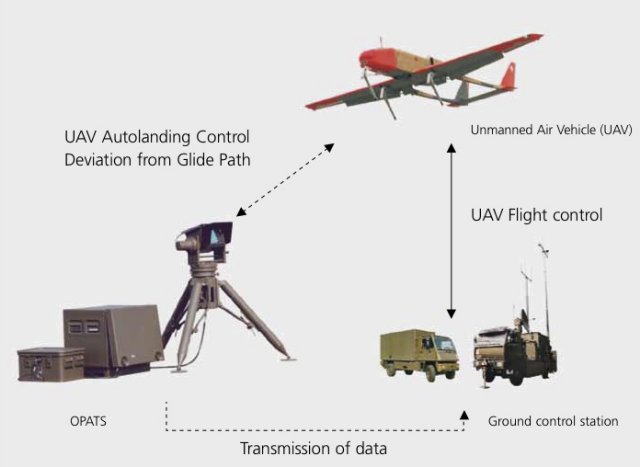 UAV Autolanding Control
Deviation from Glide Path
Unmanned Air Vehicle (UAV)
UAV Flight control
OPATS
Ground control station
Transmission of data